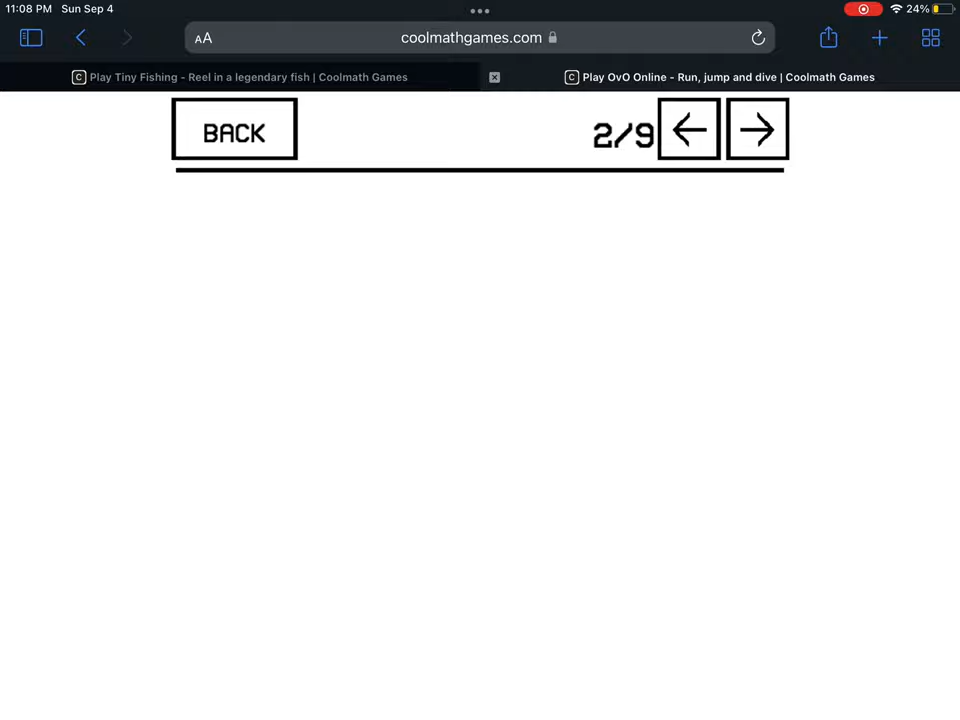 11:08 PM Sun Sep 4
24%
AA
coolmathgames.com
C Play Tiny Fishing - Reel in a legendary fish | Coolmath Games
C Play OvO Online - Run, jump and dive | Coolmath Games
BACK
2/9